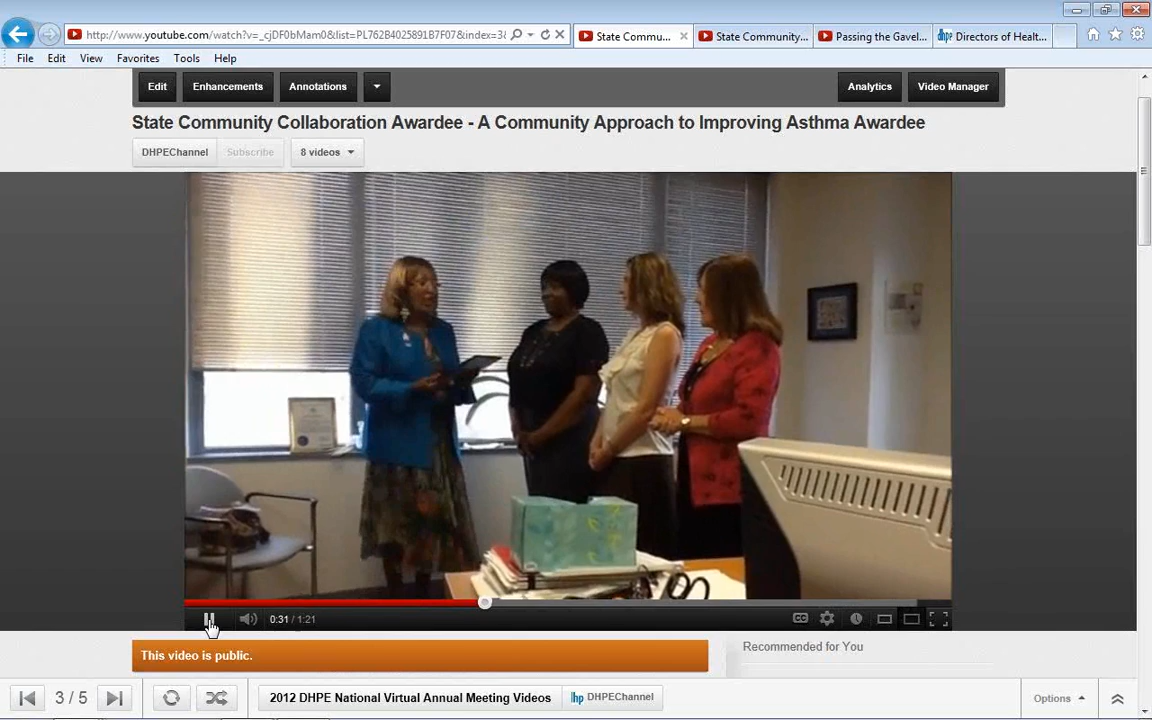 http://www.youtube.com/watch?v=_cjDF0bMam0&list=PL762B4025891B7F07&index=3&
State Commu...
State Community...
Passing the Gavel...
dhpe Directors of Healt...
File Edit View Favorites Tools Help
Edit Enhancements Annotations Analytics Video Manager
State Community Collaboration Awardee - A Community Approach to Improving Asthma Awardee
DHPEChannel Subscribe 8 videos
0:31 / 1:21 CC
This video is public.
Recommended for You
3 / 5 2012 DHPE National Virtual Annual Meeting Videos DHPEChannel Options